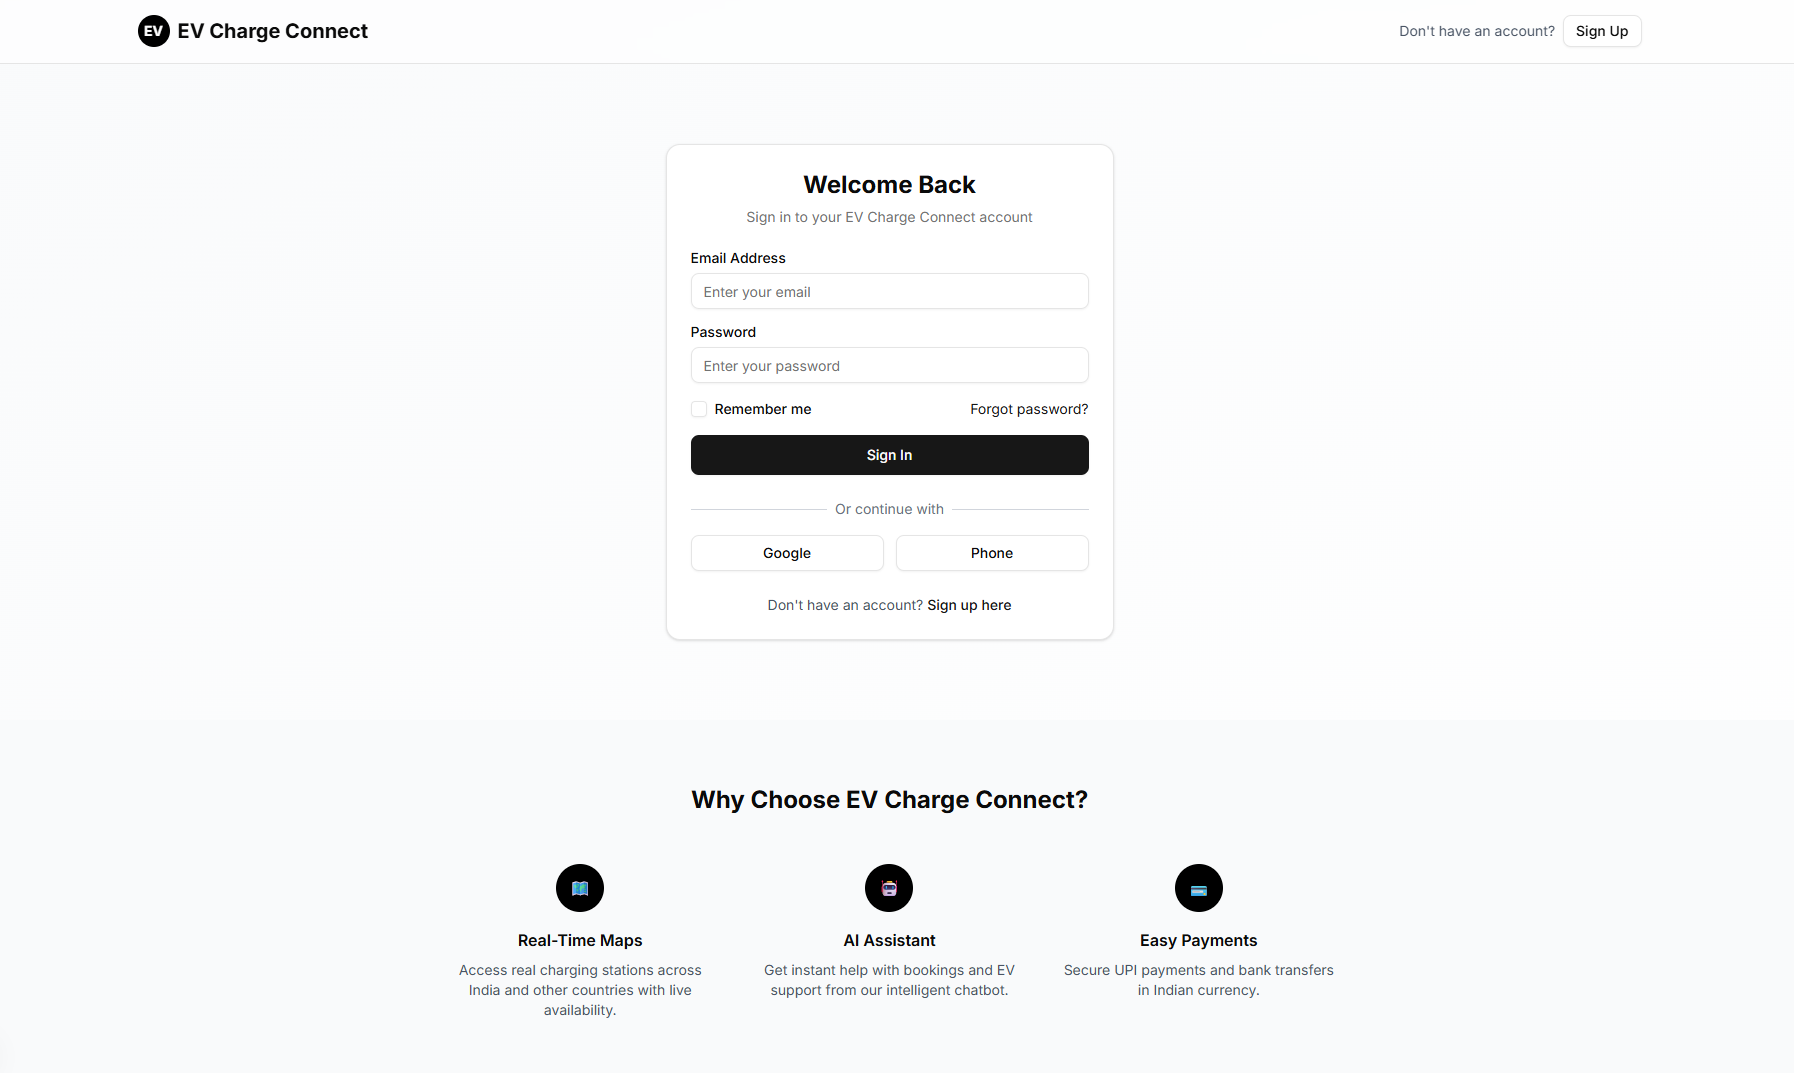 EV EV Charge Connect
Don't have an account? Sign Up
Welcome Back
Sign in to your EV Charge Connect account
Email Address
Enter your email
Password
Enter your password
Remember me Forgot password?
Sign In
Or continue with
Google Phone
Don't have an account? Sign up here
Why Choose EV Charge Connect?
Real-Time Maps
Access real charging stations across
India and other countries with live
availability.
AI Assistant
Get instant help with bookings and EV
support from our intelligent chatbot.
Easy Payments
Secure UPI payments and bank transfers
in Indian currency.